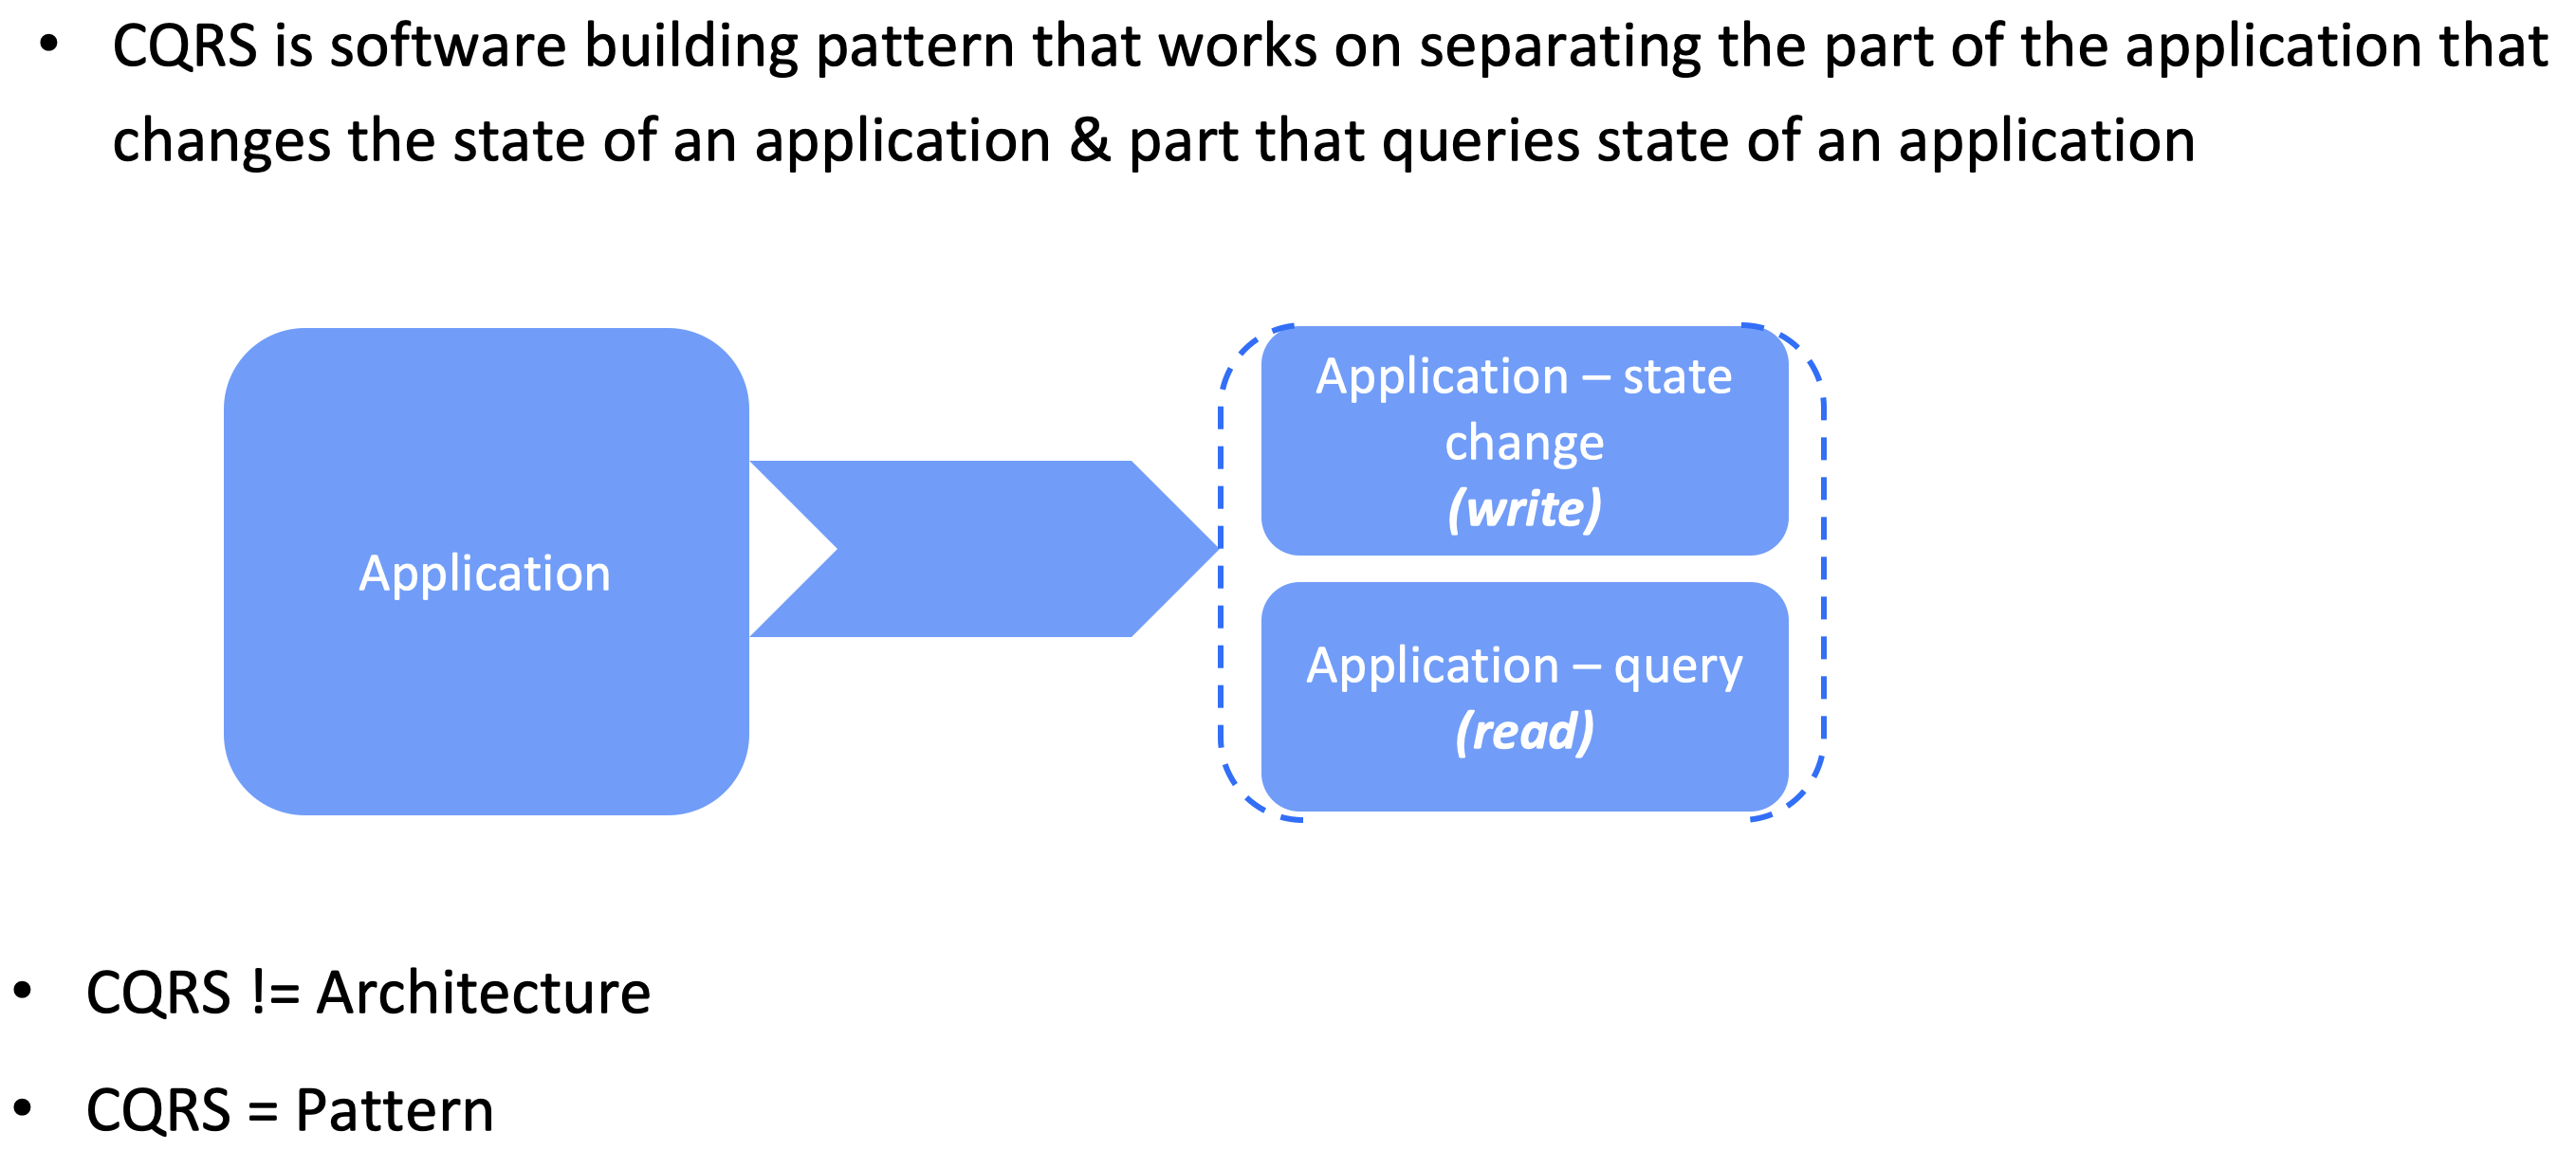 • CQRS is software building pattern that works on separating the part of the application that
changes the state of an application & part that queries state of an application
Application
Application – state
change
(write)
Application – query
(read)
• CQRS != Architecture
• CQRS = Pattern